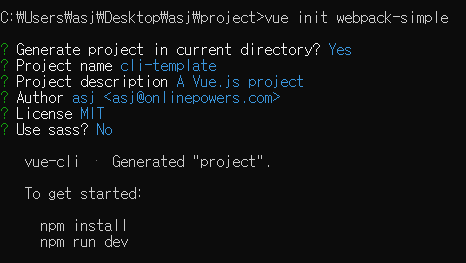 C:₩Users₩asj₩Desktop₩asj₩project>vue init webpack-simple
? Generate project in current directory? Yes
? Project name cli-template
? Project description A Vue.js project
? Author asj <asj@onlinepowers.com>
? License MIT
? Use sass? No
vue-cli · Generated "project".
To get started:
npm install
npm run dev